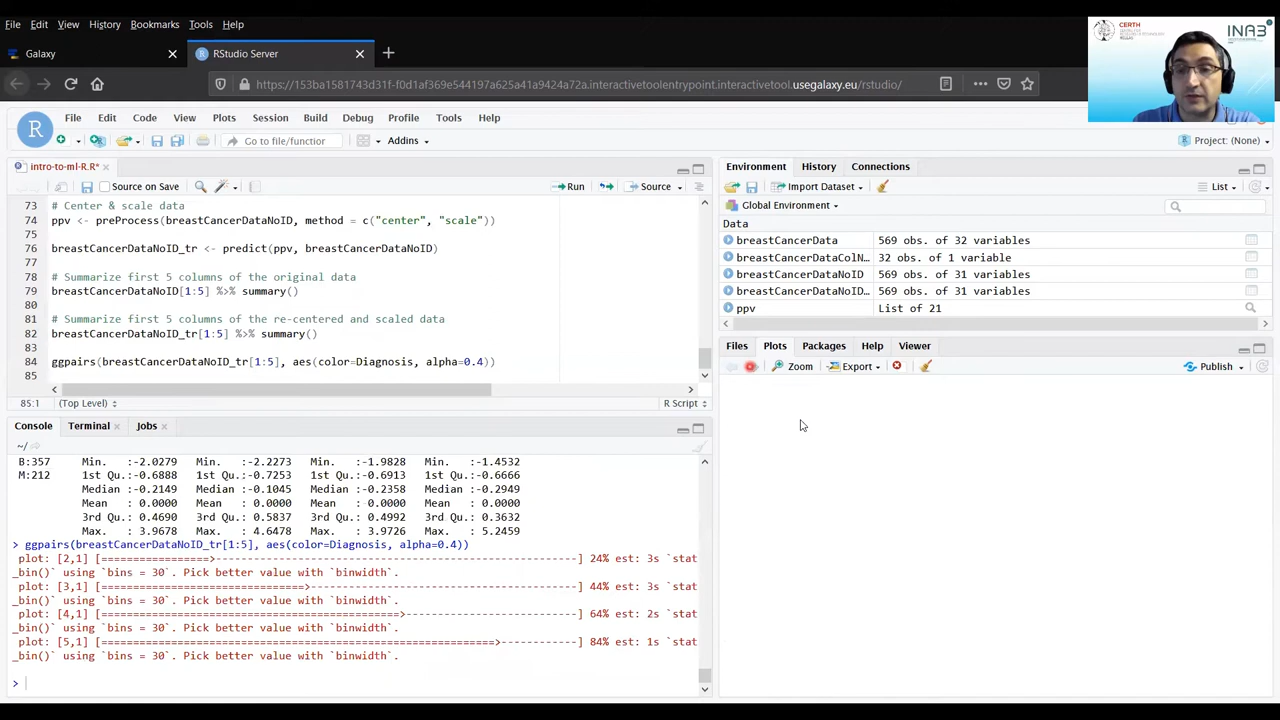 File Edit View History Bookmarks Tools Help
CERTH
INAB
Galaxy
RStudio Server
https://153ba1581743d31f-f0d1af369e544197a625a41a9424a72a.interactivetoolentrypoint.interactivetool.usegalaxy.eu/rstudio/
File Edit Code View Plots Session Build Debug Profile Tools Help
Go to file/function Addins Project: (None)
intro-to-ml-R.R*
Source on Save Run Source
73 # Center & scale data
74 ppv <- preProcess(breastCancerDataNoID, method = c("center", "scale"))
75
76 breastCancerDataNoID_tr <- predict(ppv, breastCancerDataNoID)
77
78 # Summarize first 5 columns of the original data
79 breastCancerDataNoID[1:5] %>% summary()
80
81 # Summarize first 5 columns of the re-centered and scaled data
82 breastCancerDataNoID_tr[1:5] %>% summary()
83
84 ggpairs(breastCancerDataNoID_tr[1:5], aes(color=Diagnosis, alpha=0.4))
85
85:1 (Top Level) R Script
Console Terminal Jobs
~/
B:357 Min. :-2.0279 Min. :-2.2273 Min. :-1.9828 Min. :-1.4532
M:212 1st Qu.:-0.6888 1st Qu.:-0.7253 1st Qu.:-0.6913 1st Qu.:-0.6666
Median :-0.2149 Median :-0.1045 Median :-0.2358 Median :-0.2949
Mean : 0.0000 Mean : 0.0000 Mean : 0.0000 Mean : 0.0000
3rd Qu.: 0.4690 3rd Qu.: 0.5837 3rd Qu.: 0.4992 3rd Qu.: 0.3632
Max. : 3.9678 Max. : 4.6478 Max. : 3.9726 Max. : 5.2459
> ggpairs(breastCancerDataNoID_tr[1:5], aes(color=Diagnosis, alpha=0.4))
plot: [2,1] [================>-----------------------------------------------------] 24% est: 3s `stat
_bin()` using `bins = 30`. Pick better value with `binwidth`.
plot: [3,1] [==============================>---------------------------------------] 44% est: 3s `stat
_bin()` using `bins = 30`. Pick better value with `binwidth`.
plot: [4,1] [============================================>-------------------------] 64% est: 2s `stat
_bin()` using `bins = 30`. Pick better value with `binwidth`.
plot: [5,1] [==========================================================>-----------] 84% est: 1s `stat
_bin()` using `bins = 30`. Pick better value with `binwidth`.
>
Environment History Connections
Import Dataset List
Global Environment
Data
breastCancerData 569 obs. of 32 variables
breastCancerDataColN… 32 obs. of 1 variable
breastCancerDataNoID 569 obs. of 31 variables
breastCancerDataNoID… 569 obs. of 31 variables
ppv List of 21
Files Plots Packages Help Viewer
Zoom Export Publish